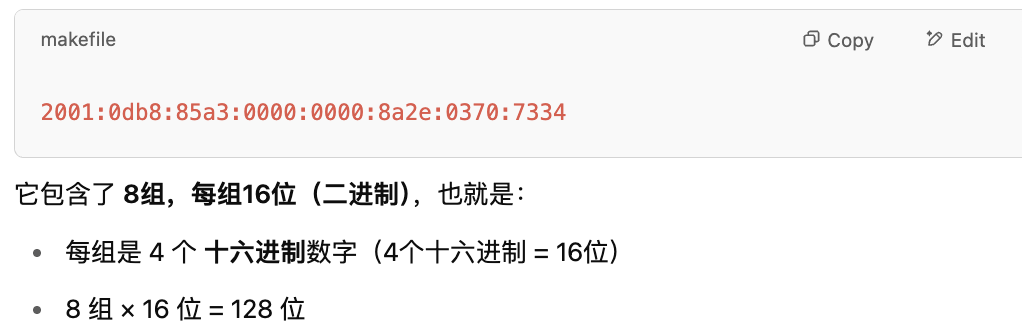 makefile
Copy
Edit
2001:0db8:85a3:0000:0000:8a2e:0370:7334
它包含了 8组，每组16位（二进制），也就是：
• 每组是 4 个 十六进制数字（4个十六进制 = 16位）
• 8 组 × 16 位 = 128 位